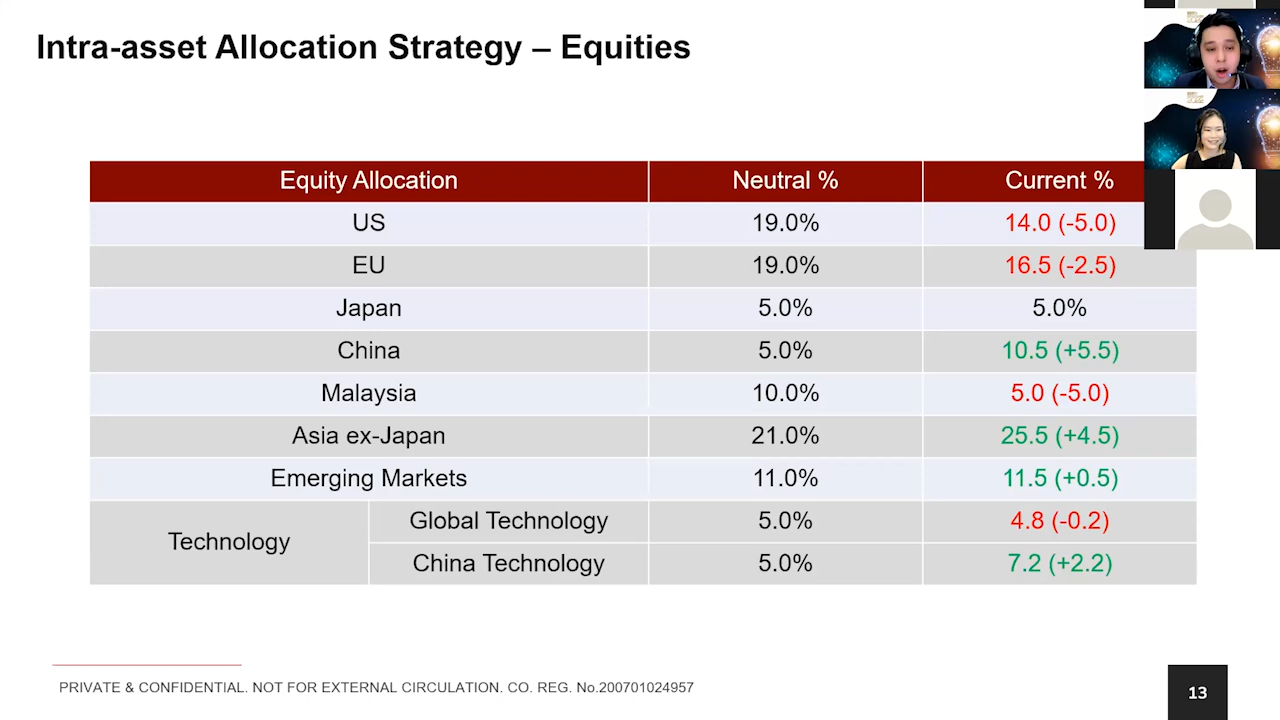 Intra-asset Allocation Strategy – Equities
Equity Allocation Neutral % Current %
US 19.0% 14.0 (-5.0)
EU 19.0% 16.5 (-2.5)
Japan 5.0% 5.0%
China 5.0% 10.5 (+5.5)
Malaysia 10.0% 5.0 (-5.0)
Asia ex-Japan 21.0% 25.5 (+4.5)
Emerging Markets 11.0% 11.5 (+0.5)
Technology
Global Technology 5.0% 4.8 (-0.2)
China Technology 5.0% 7.2 (+2.2)
PRIVATE & CONFIDENTIAL. NOT FOR EXTERNAL CIRCULATION. CO. REG. No.200701024957
13